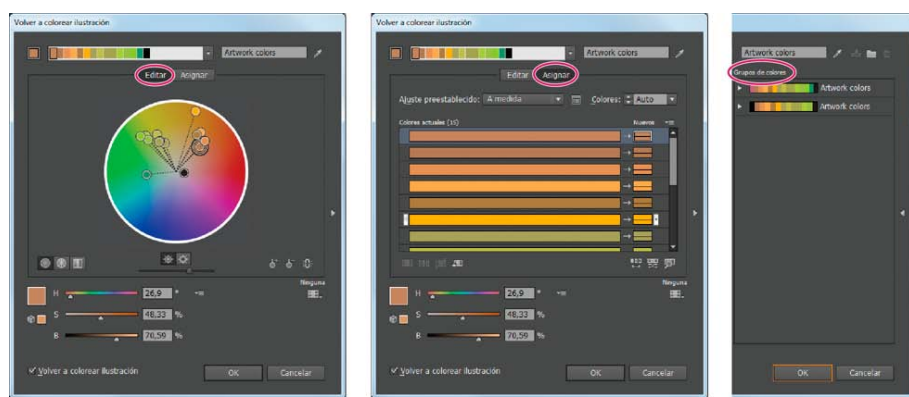 Volver a colorear ilustración
Artwork colors
Editar Asignar
H 26,9 °
S 48,33 %
B 70,59 %
Ninguna
Volver a colorear ilustración
OK Cancelar
Volver a colorear ilustración
Artwork colors
Editar Asignar
Ajuste preestablecido: A medida Colores: Auto
Colores actuales (15) Nuevos
H 26,9 °
S 48,33 %
B 70,59 %
Ninguna
Volver a colorear ilustración
OK Cancelar
Artwork colors
Grupos de colores
Artwork colors
Artwork colors
OK Cancelar